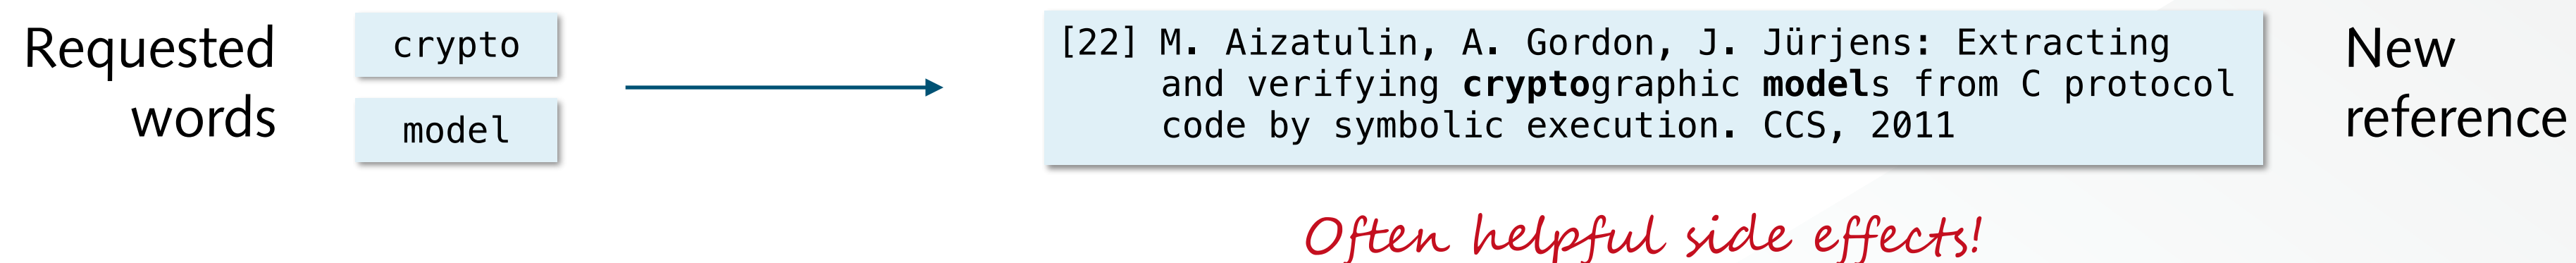 Requested
words
crypto
model
[22] M. Aizatulin, A. Gordon, J. Jürjens: Extracting
and verifying cryptographic models from C protocol
code by symbolic execution. CCS, 2011
New
reference
Often helpful side effects!